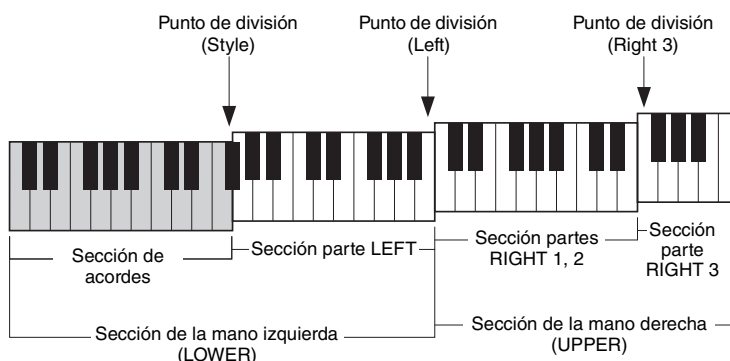 Punto de división
(Style)
Punto de división
(Left)
Punto de división
(Right 3)
Sección de
acordes
Sección parte LEFT
Sección partes
RIGHT 1, 2
Sección
parte
RIGHT 3
Sección de la mano izquierda
(LOWER)
Sección de la mano derecha
(UPPER)